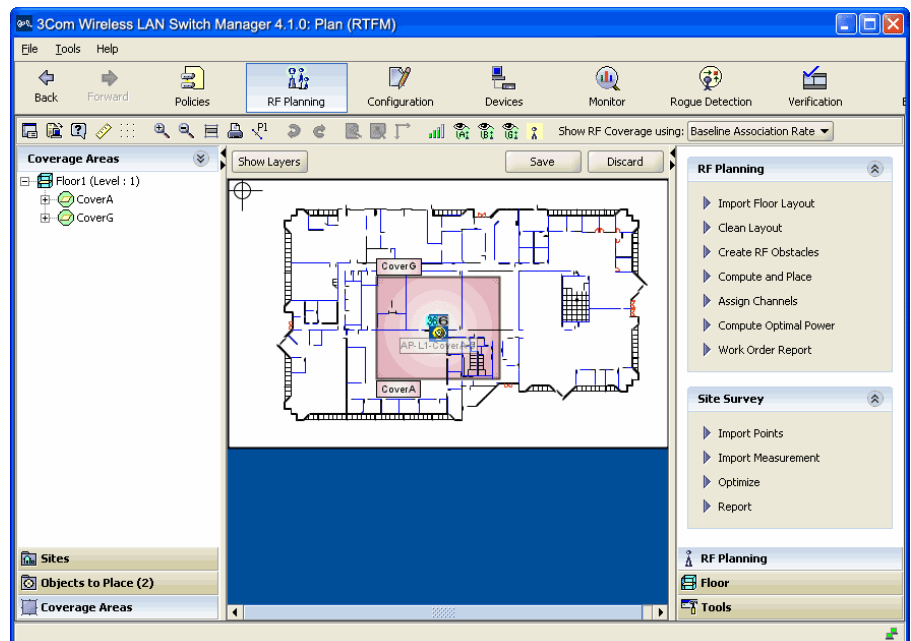 3Com Wireless LAN Switch Manager 4.1.0: Plan (RTFM)
File Tools Help
Back Forward Policies RF Planning Configuration Devices Monitor Rogue Detection Verification
Show RF Coverage using: Baseline Association Rate
Coverage Areas
Floor1 (Level : 1)
CoverA
CoverG
Sites
Objects to Place (2)
Coverage Areas
Show Layers Save Discard
CoverG
AP-L1-CoverA
CoverA
RF Planning
Import Floor Layout
Clean Layout
Create RF Obstacles
Compute and Place
Assign Channels
Compute Optimal Power
Work Order Report
Site Survey
Import Points
Import Measurement
Optimize
Report
RF Planning
Floor
Tools